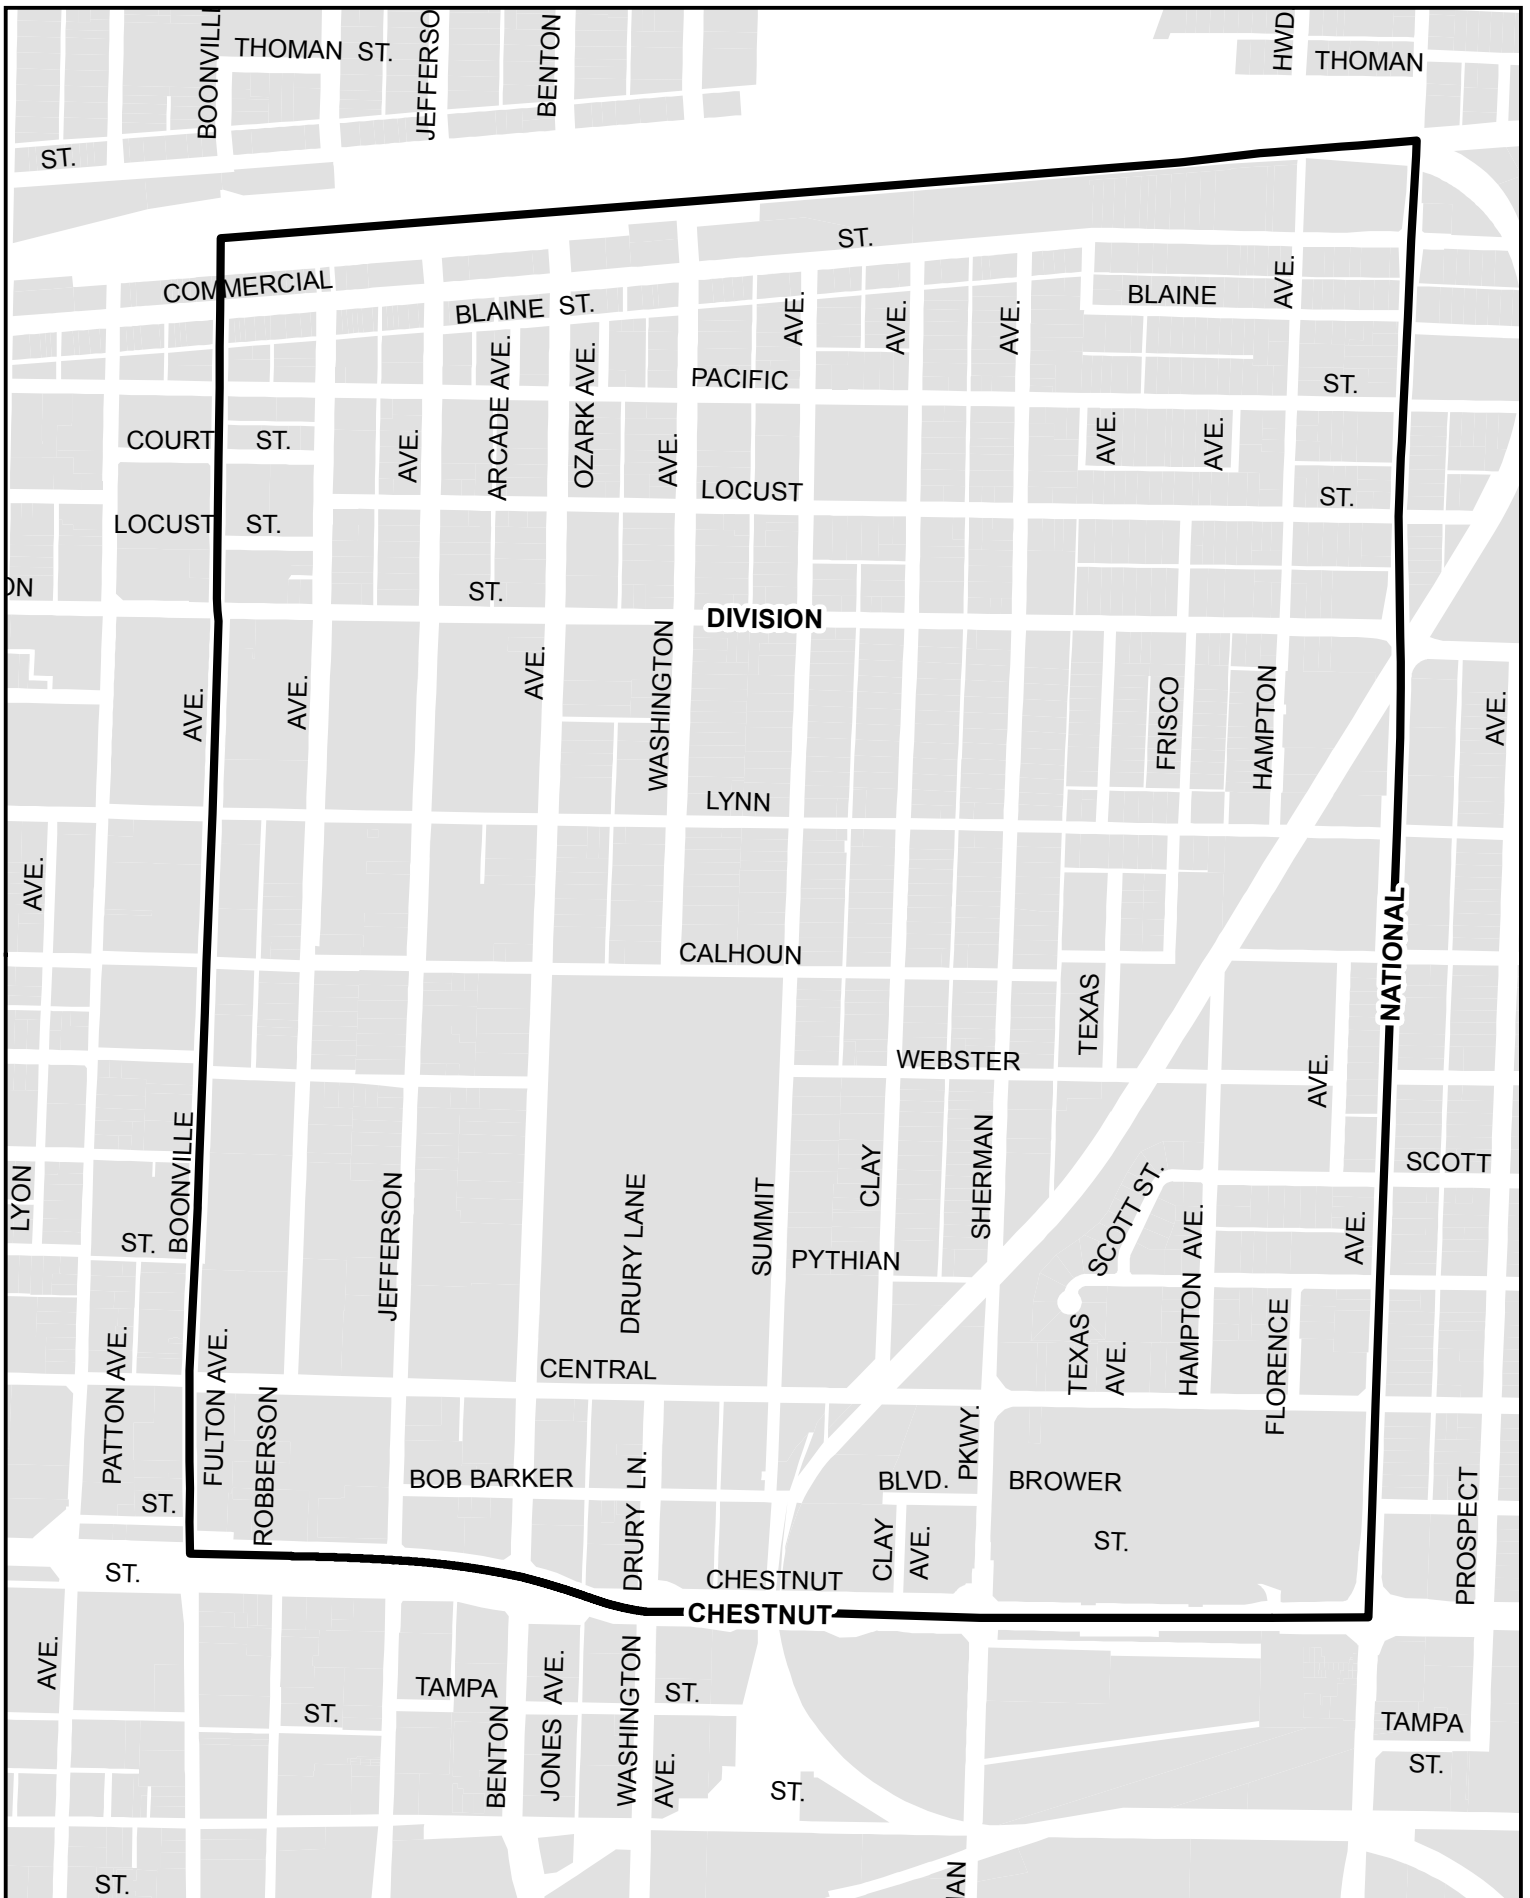 BOONVILL
THOMAN ST.
JEFFERSO
BENTON
HWD
THOMAN
ST.
ST.
COMMERCIAL
BLAINE ST.
AVE.
AVE.
AVE.
BLAINE
AVE.
ARCADE AVE.
OZARK AVE.
PACIFIC
ST.
COURT ST.
AVE.
AVE.
AVE.
AVE.
LOCUST
ST.
LOCUST ST.
ON
ST.
DIVISION
AVE.
AVE.
AVE.
WASHINGTON
FRISCO
HAMPTON
AVE.
LYNN
AVE.
NATIONAL
CALHOUN
TEXAS
WEBSTER
AVE.
LYON
BOONVILLE
ST.
JEFFERSON
DRURY LANE
SUMMIT
CLAY
SHERMAN
SCOTT ST.
SCOTT
PYTHIAN
HAMPTON AVE.
AVE.
PATTON AVE.
FULTON AVE.
ROBBERSON
CENTRAL
TEXAS
AVE.
FLORENCE
BOB BARKER
DRURY LN.
BLVD.
PKWY.
BROWER
ST.
ST.
CLAY
AVE.
ST.
PROSPECT
CHESTNUT
CHESTNUT
AVE.
TAMPA
ST.
ST.
BENTON
JONES AVE.
WASHINGTON
AVE.
ST.
TAMPA
ST.
ST.